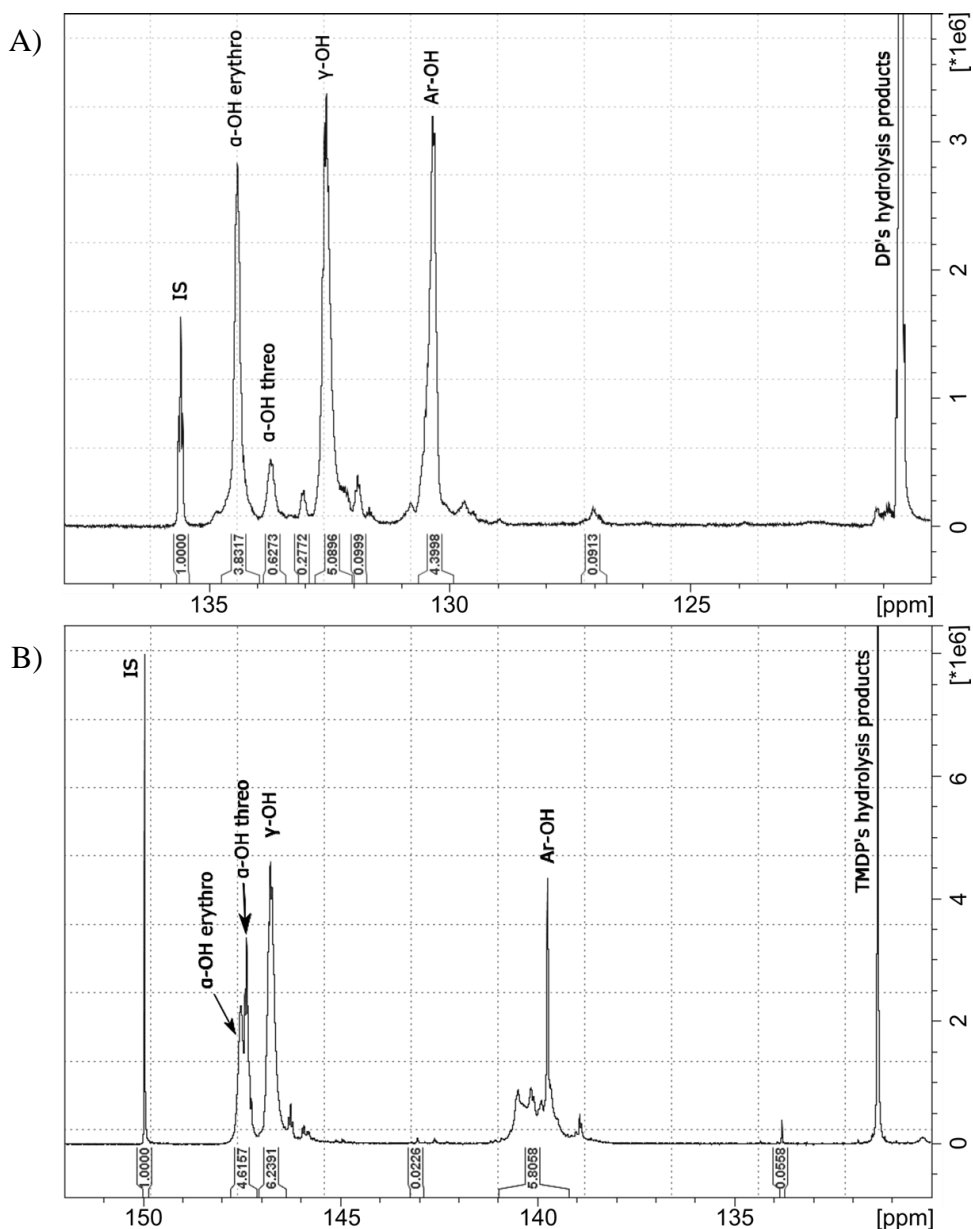 A)
IS
α-OH erythro
α-OH threo
γ-OH
Ar-OH
DP's hydrolysis products
[*1e6]
3
2
1
0
1.0000
3.8317
0.6273
0.2772
5.0896
0.0999
4.3998
0.0913
135
130
125
[ppm]
B)
IS
α-OH erythro
α-OH threo
γ-OH
Ar-OH
TMDP's hydrolysis products
[*1e6]
6
4
2
0
1.0000
4.6157
6.2391
0.0226
5.8058
0.0558
150
145
140
135
[ppm]